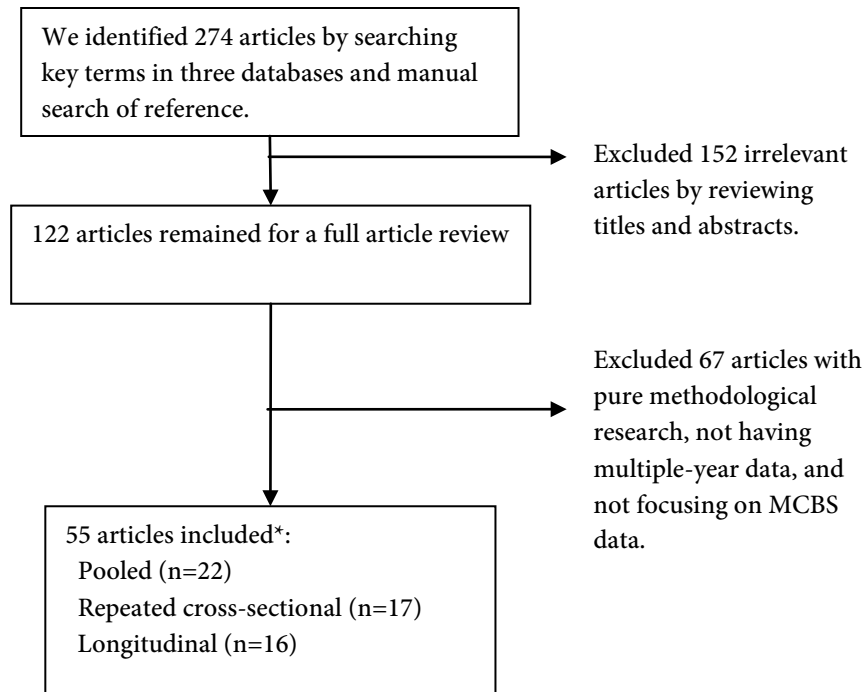 We identified 274 articles by searching
key terms in three databases and manual
search of reference.
Excluded 152 irrelevant
articles by reviewing
titles and abstracts.
122 articles remained for a full article review
Excluded 67 articles with
pure methodological
research, not having
multiple-year data, and
not focusing on MCBS
data.
55 articles included*:
Pooled (n=22)
Repeated cross-sectional (n=17)
Longitudinal (n=16)